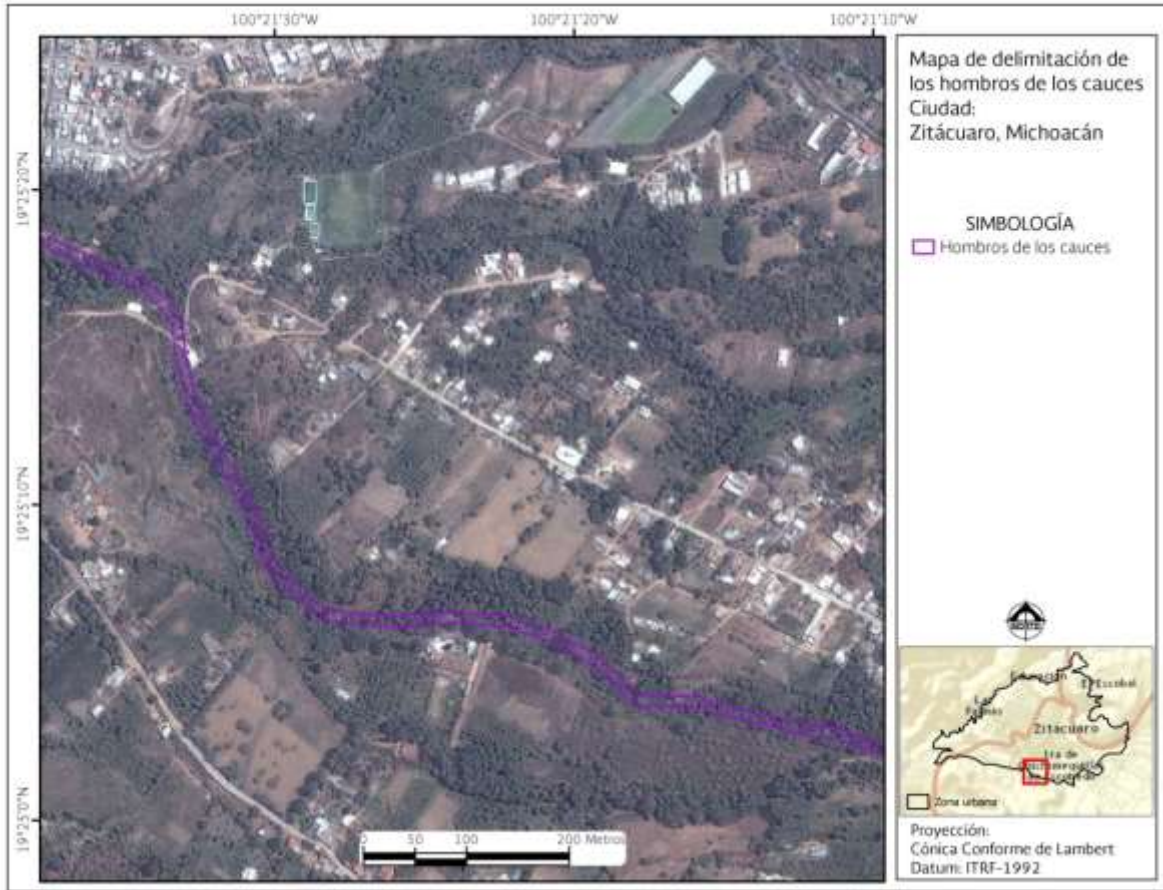 100°21'30"W
100°21'20"W
100°21'10"W
19°25'20"N
19°25'10"N
19°25'0"N
0 50 100 200 Metros
Mapa de delimitación de
los hombros de los cauces
Ciudad:
Zitácuaro, Michoacán
SIMBOLOGÍA
Hombros de los cauces
NORTE
Zitacuaro
Zona urbana
Proyección:
Cónica Conforme de Lambert
Datum: ITRF-1992